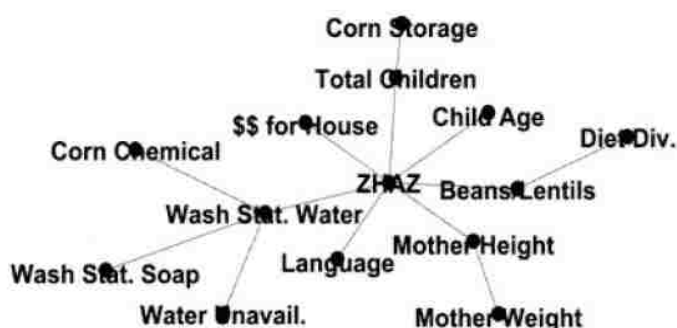 Corn Storage
Total Children
$$ for House
Child Age
Corn Chemical
Diet Div.
ZHAZ
Beans/Lentils
Wash Stat. Water
Mother Height
Wash Stat. Soap
Language
Water Unavail.
Mother Weight